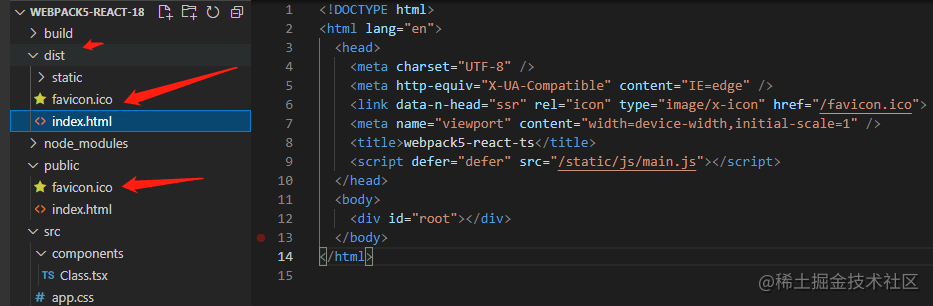 WEBPACK5-REACT-18
build
dist
static
favicon.ico
index.html
node_modules
public
favicon.ico
index.html
src
components
TS Class.tsx
# app.css
1 <!DOCTYPE html>
2 <html lang="en">
3 <head>
4 <meta charset="UTF-8" />
5 <meta http-equiv="X-UA-Compatible" content="IE=edge" />
6 <link data-n-head="ssr" rel="icon" type="image/x-icon" href="/favicon.ico">
7 <meta name="viewport" content="width=device-width,initial-scale=1" />
8 <title>webpack5-react-ts</title>
9 <script defer="defer" src="/static/js/main.js"></script>
10 </head>
11 <body>
12 <div id="root"></div>
13 </body>
14 </html>
15
@稀土掘金技术社区